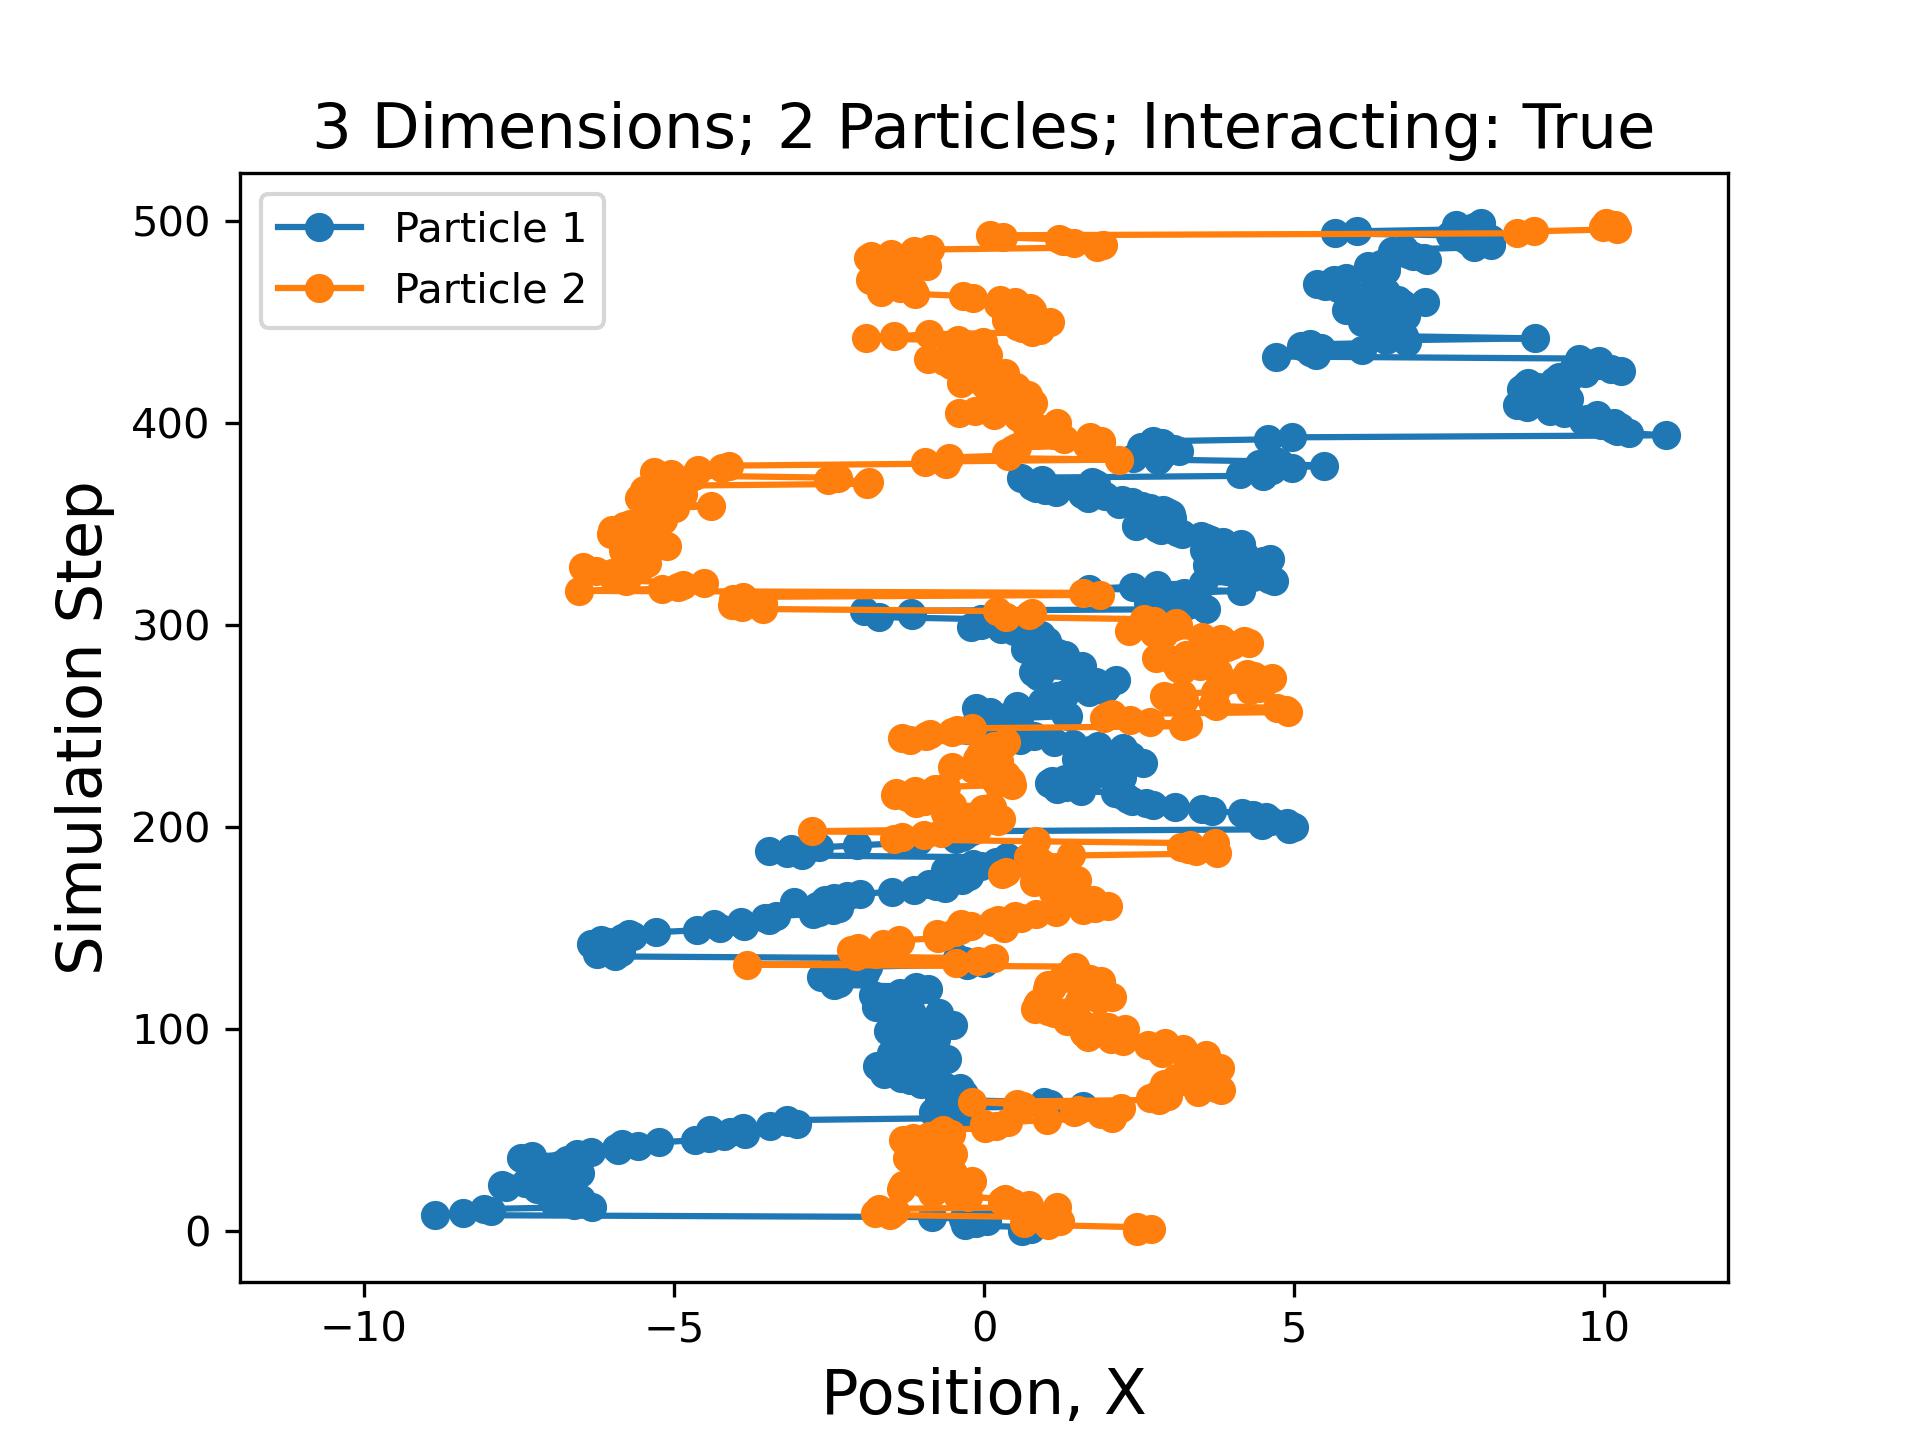 3 Dimensions; 2 Particles; Interacting: True
Particle 1
Particle 2
Simulation Step
500
400
300
200
100
0
−10
−5
0
5
10
Position, X